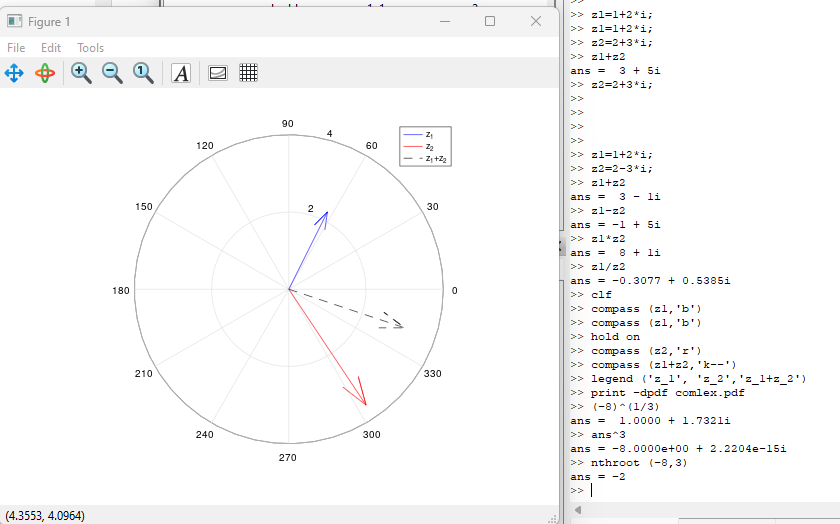 Figure 1
File Edit Tools
A
90
120
4
60
z₁
z₂
z₁+z₂
150
2
30
180
0
210
330
240
300
270
(4.3553, 4.0964)
>>
>> z1=1+2*i;
>> z1=1+2*i;
>> z2=2+3*i;
>> z1+z2
ans =  3 + 5i
>> z2=2+3*i;
>>
>>
>>
>>
>> z1=1+2*i;
>> z2=2-3*i;
>> z1+z2
ans =  3 - 1i
>> z1-z2
ans = -1 + 5i
>> z1*z2
ans =  8 + 1i
>> z1/z2
ans = -0.3077 + 0.5385i
>> clf
>> compass (z1,'b')
>> compass (z1,'b')
>> hold on
>> compass (z2,'r')
>> compass (z1+z2,'k--')
>> legend ('z_1', 'z_2','z_1+z_2')
>> print -dpdf comlex.pdf
>> (-8)^(1/3)
ans =  1.0000 + 1.7321i
>> ans^3
ans = -8.0000e+00 + 2.2204e-15i
>> nthroot (-8,3)
ans = -2
>>